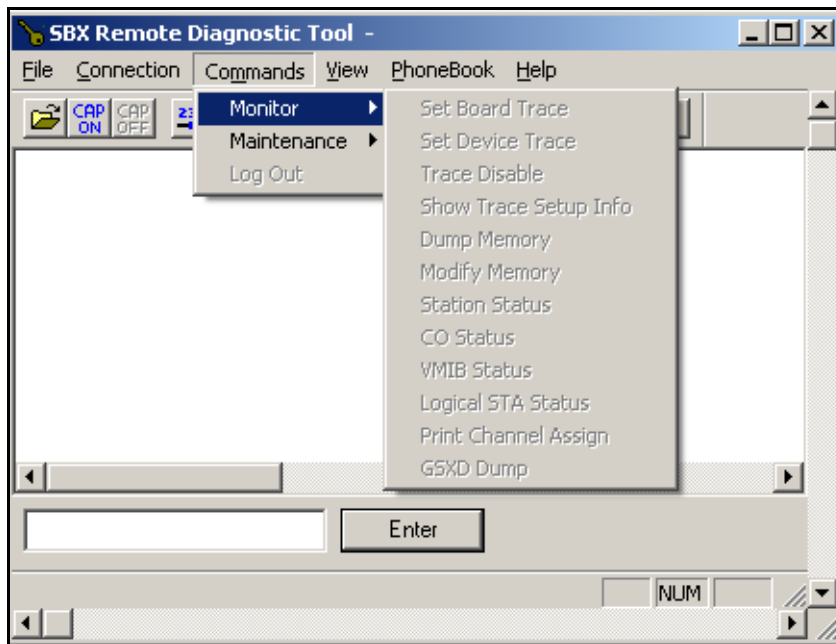 SBX Remote Diagnostic Tool -
File Connection Commands View PhoneBook Help
CAP ON CAP OFF
Monitor
Maintenance
Log Out
Set Board Trace
Set Device Trace
Trace Disable
Show Trace Setup Info
Dump Memory
Modify Memory
Station Status
CO Status
VMIB Status
Logical STA Status
Print Channel Assign
GSXD Dump
Enter
NUM